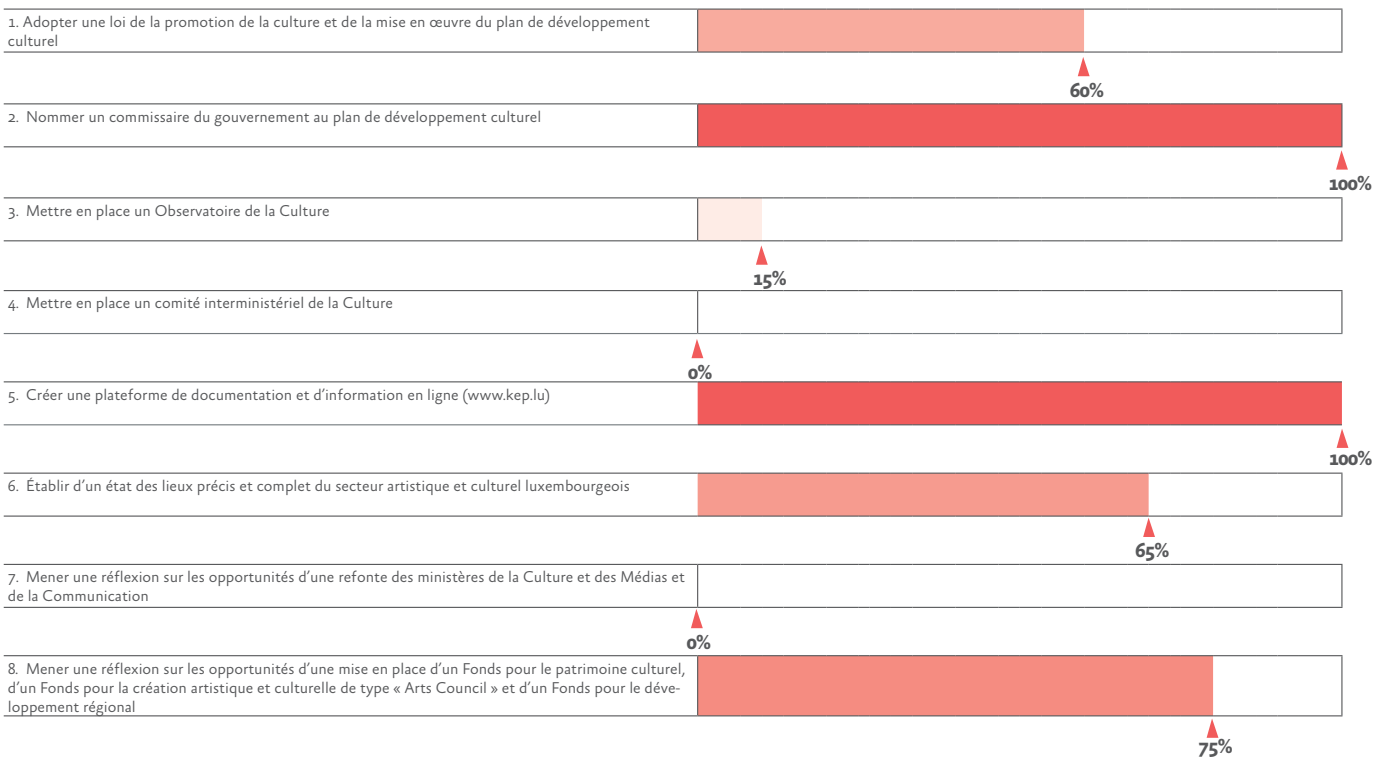 1. Adopter une loi de la promotion de la culture et de la mise en œuvre du plan de développement
culturel
60%
2. Nommer un commissaire du gouvernement au plan de développement culturel
100%
3. Mettre en place un Observatoire de la Culture
15%
4. Mettre en place un comité interministériel de la Culture
0%
5. Créer une plateforme de documentation et d'information en ligne (www.kep.lu)
100%
6. Établir d'un état des lieux précis et complet du secteur artistique et culturel luxembourgeois
65%
7. Mener une réflexion sur les opportunités d'une refonte des ministères de la Culture et des Médias et
de la Communication
0%
8. Mener une réflexion sur les opportunités d'une mise en place d'un Fonds pour le patrimoine culturel,
d'un Fonds pour la création artistique et culturelle de type « Arts Council » et d'un Fonds pour le déve-
loppement régional
75%